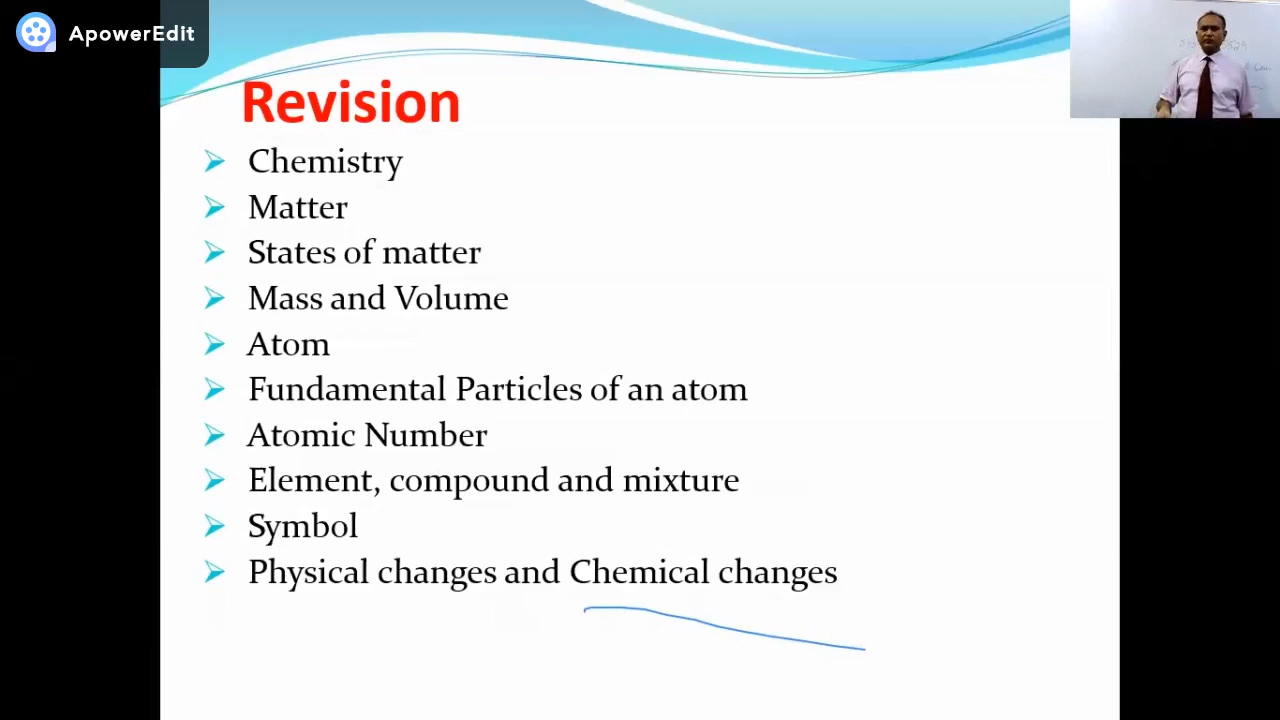 ApowerEdit
Revision
Chemistry
Matter
States of matter
Mass and Volume
Atom
Fundamental Particles of an atom
Atomic Number
Element, compound and mixture
Symbol
Physical changes and Chemical changes